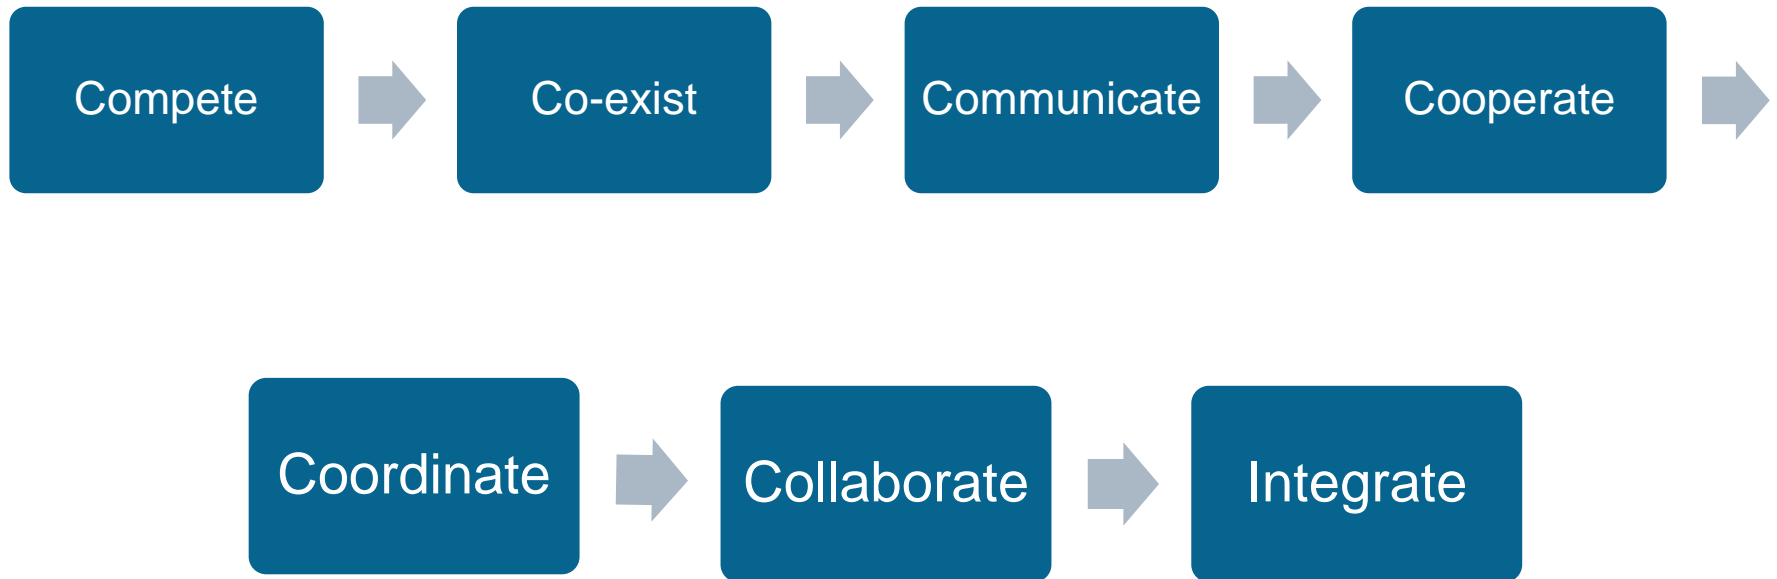 Compete
Co-exist
Communicate
Cooperate
Coordinate
Collaborate
Integrate